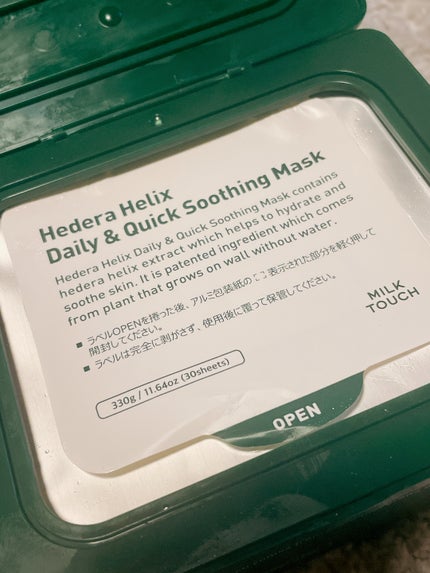 Hedera Helix
Daily & Quick Soothing Mask
Hedera Helix Daily & Quick Soothing Mask contains
hedera helix extract which helps to hydrate and
soothe skin. It is patented ingredient which comes
from plant that grows on wall without water.
■ ラベルOPENを捲った後、アルミ包装紙の[ ]表示された部分を軽く押して
開封してください。
■ ラベルは完全に剥がさず、使用後に覆って保管してください。
MILK
TOUCH
330g / 11.64oz (30sheets)
OPEN